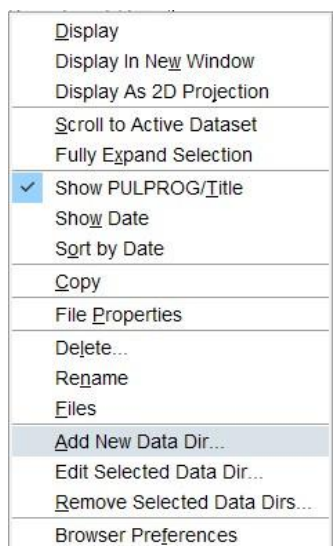 Display
Display In New Window
Display As 2D Projection
Scroll to Active Dataset
Fully Expand Selection
Show PULPROG/Title
Show Date
Sort by Date
Copy
File Properties
Delete...
Rename
Files
Add New Data Dir...
Edit Selected Data Dir...
Remove Selected Data Dirs...
Browser Preferences